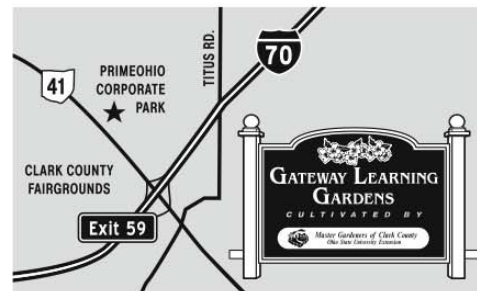 41
PRIMEOHIO
CORPORATE
PARK
TITUS RD.
70
CLARK COUNTY
FAIRGROUNDS
Exit 59
GATEWAY LEARNING
GARDENS
CULTIVATED BY
Master Gardeners of Clark County
Ohio State University Extension